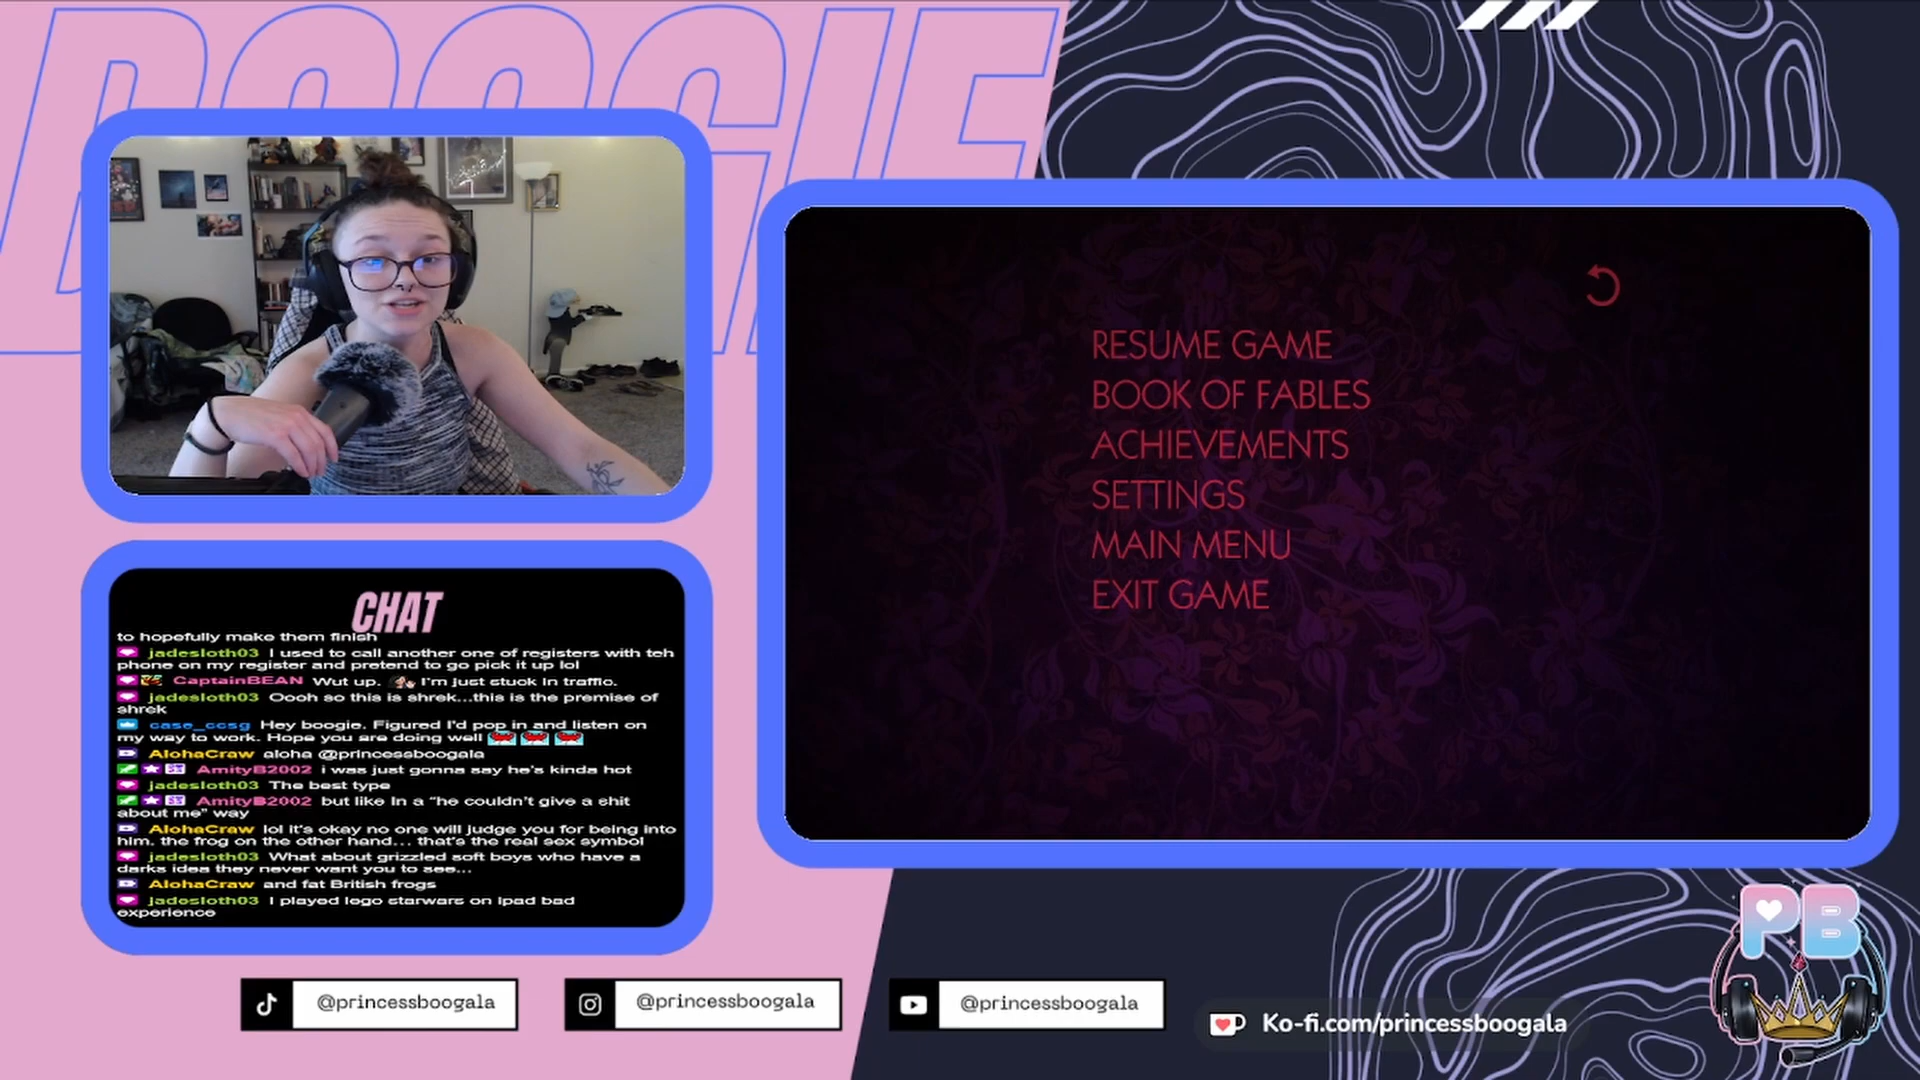 BOOGIE
CHAT
to hopefully make them finish
jadesloth03 I used to call another one of registers with teh
phone on my register and pretend to go pick it up lol
CaptainBEAN Wut up. I'm just stuck in traffic.
jadesloth03 Oooh so this is shrek...this is the premise of
shrek
case_ccsg Hey boogie. Figured I'd pop in and listen on
my way to work. Hope you are doing well
AlohaCraw aloha @princessboogala
AmityB2002 i was just gonna say he's kinda hot
jadesloth03 The best type
AmityB2002 but like In a "he couldn't give a shit
about me" way
AlohaCraw lol it's okay no one will judge you for being into
him. the frog on the other hand... that's the real sex symbol
jadesloth03 What about grizzled soft boys who have a
darks idea they never want you to see...
AlohaCraw and fat British frogs
jadesloth03 I played lego starwars on ipad bad
experience
RESUME GAME
BOOK OF FABLES
ACHIEVEMENTS
SETTINGS
MAIN MENU
EXIT GAME
@princessboogala
@princessboogala
@princessboogala
Ko-fi.com/princessboogala
PB